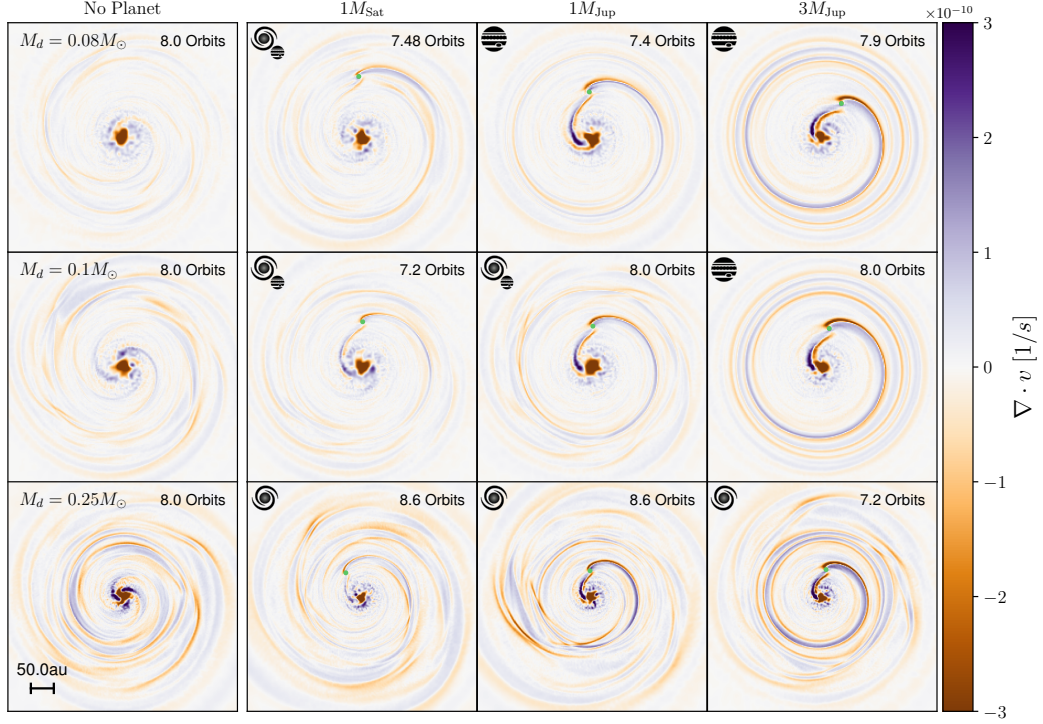 No Planet
1M_Sat
1M_Jup
3M_Jup
×10⁻¹⁰
M_d = 0.08M_⊙
8.0 Orbits
7.48 Orbits
7.4 Orbits
7.9 Orbits
M_d = 0.1M_⊙
8.0 Orbits
7.2 Orbits
8.0 Orbits
8.0 Orbits
M_d = 0.25M_⊙
8.0 Orbits
8.6 Orbits
8.6 Orbits
7.2 Orbits
50.0au
3
2
1
0
−1
−2
−3
∇ · v [1/s]